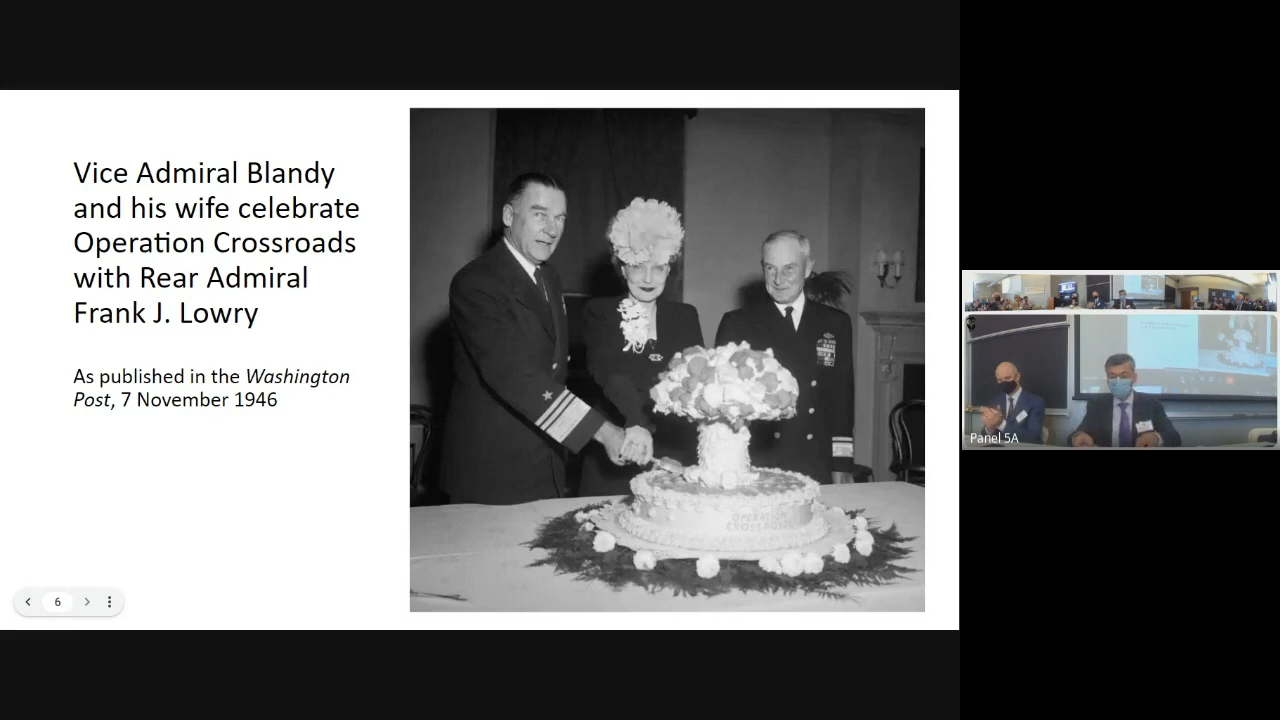 Vice Admiral Blandy
and his wife celebrate
Operation Crossroads
with Rear Admiral
Frank J. Lowry
As published in the Washington
Post, 7 November 1946
OPERATION
CROSSROADS
6
Panel 5A